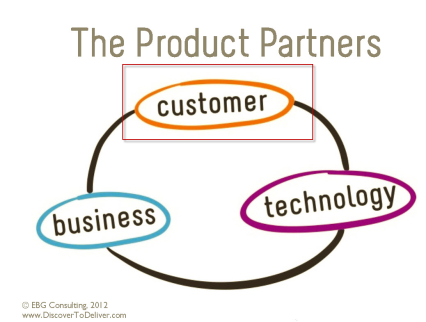 The Product Partners
customer
business
technology
© EBG Consulting, 2012
www.DiscoverToDeliver.com